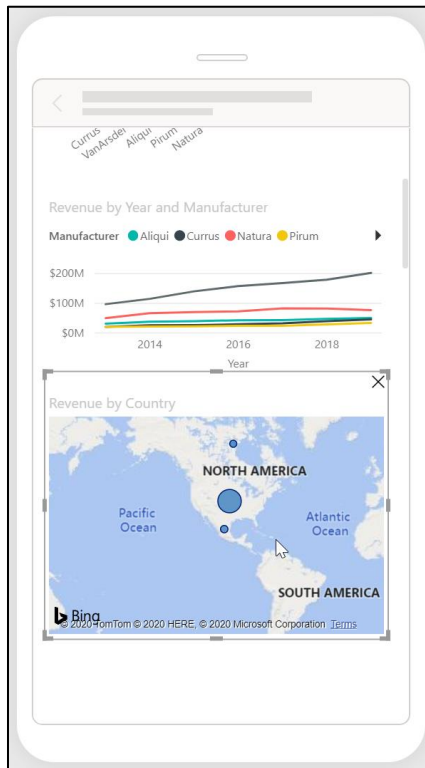 Currus
VanArsdel
Aliqui
Pirum
Natura
Revenue by Year and Manufacturer
Manufacturer Aliqui Currus Natura Pirum
$200M
$100M
$0M
2014 2016 2018
Year
Revenue by Country
NORTH AMERICA
Pacific
Ocean
Atlantic
Ocean
SOUTH AMERICA
Bing
© 2020 TomTom © 2020 HERE, © 2020 Microsoft Corporation Terms